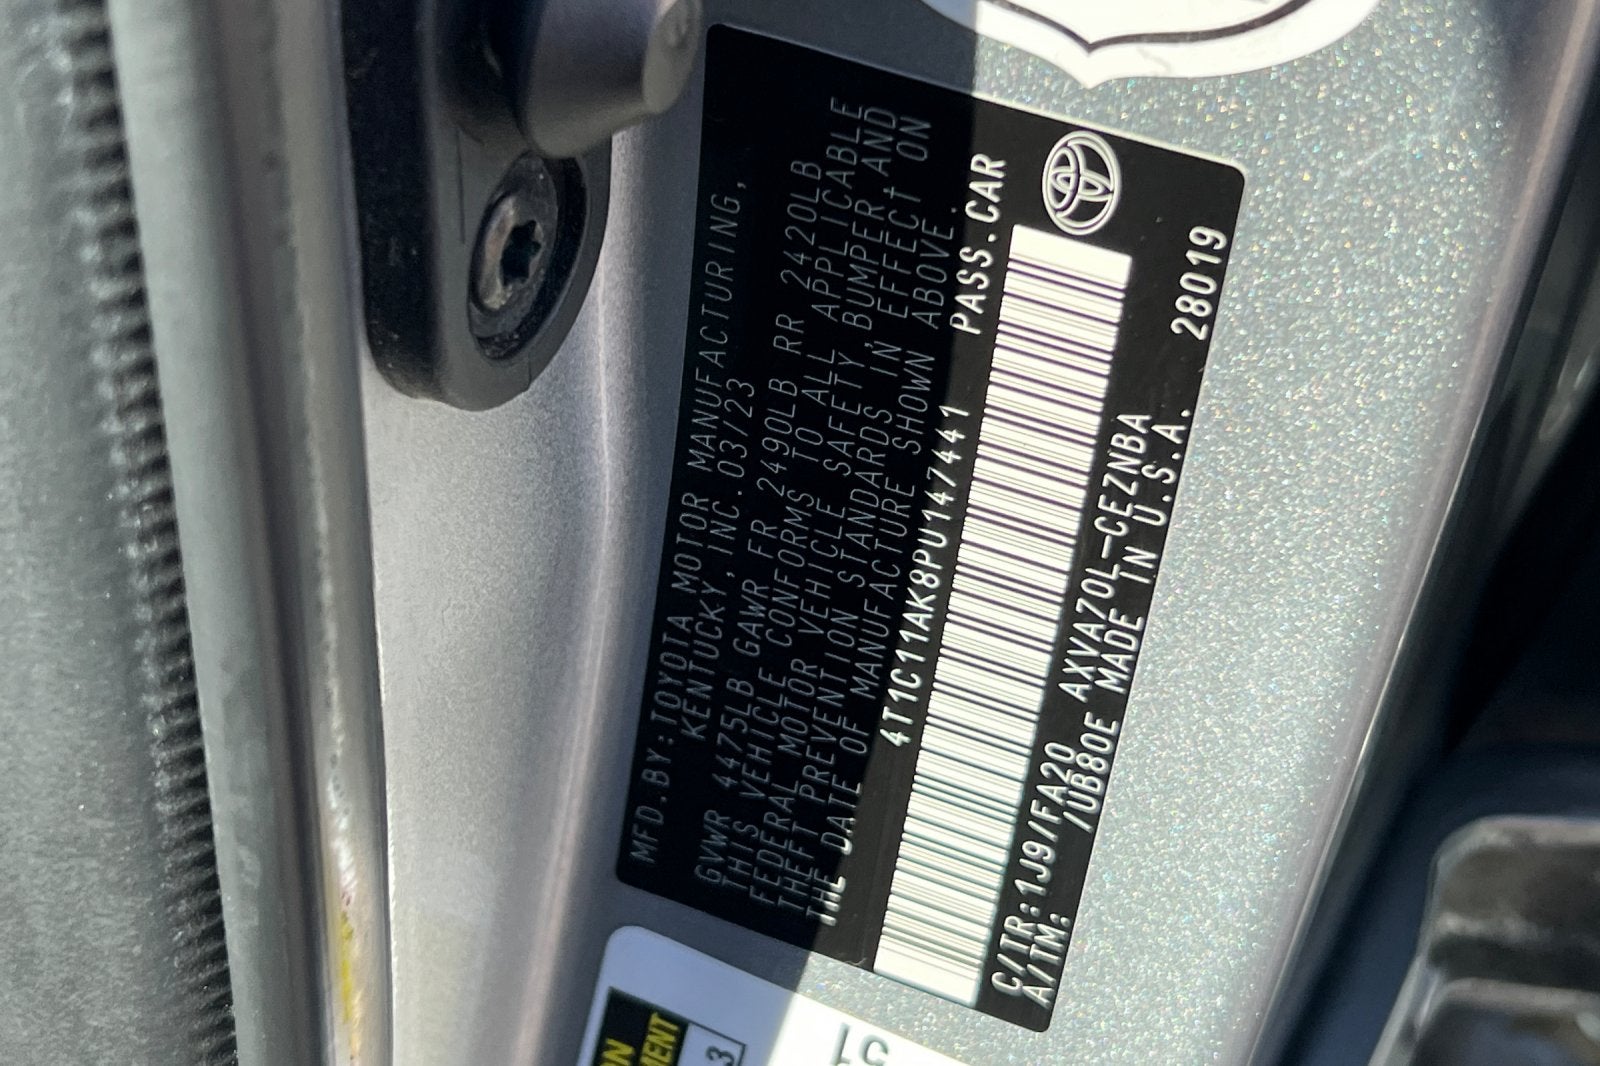 MFD.BY:TOYOTA MOTOR MANUFACTURING,
KENTUCKY, INC.03/23
GVWR 4475LB GAWR FR 2490LB RR 2420LB
THIS VEHICLE CONFORMS TO ALL APPLICABLE
FEDERAL MOTOR VEHICLE SAFETY,BUMPER,AND
THEFT PREVENTION STANDARDS IN EFFECT ON
THE DATE OF MANUFACTURE SHOWN ABOVE.
4T1C11AK8PU147441 PASS.CAR
C/TR:1J9/FA20 AXVA70L-CEZNBA
A/TM: /UB80E MADE IN U.S.A. 28019
51
3